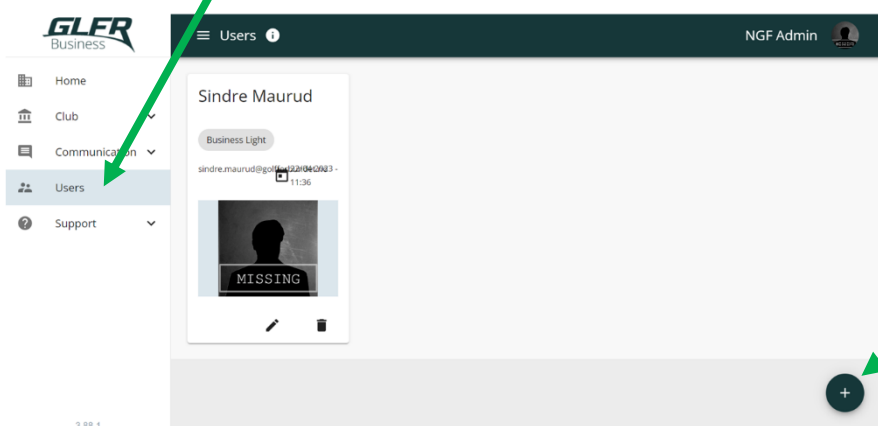 GLFR
Business
Users
NGF Admin
Home
Club
Communication
Users
Support
Sindre Maurud
Business Light
11:36
MISSING